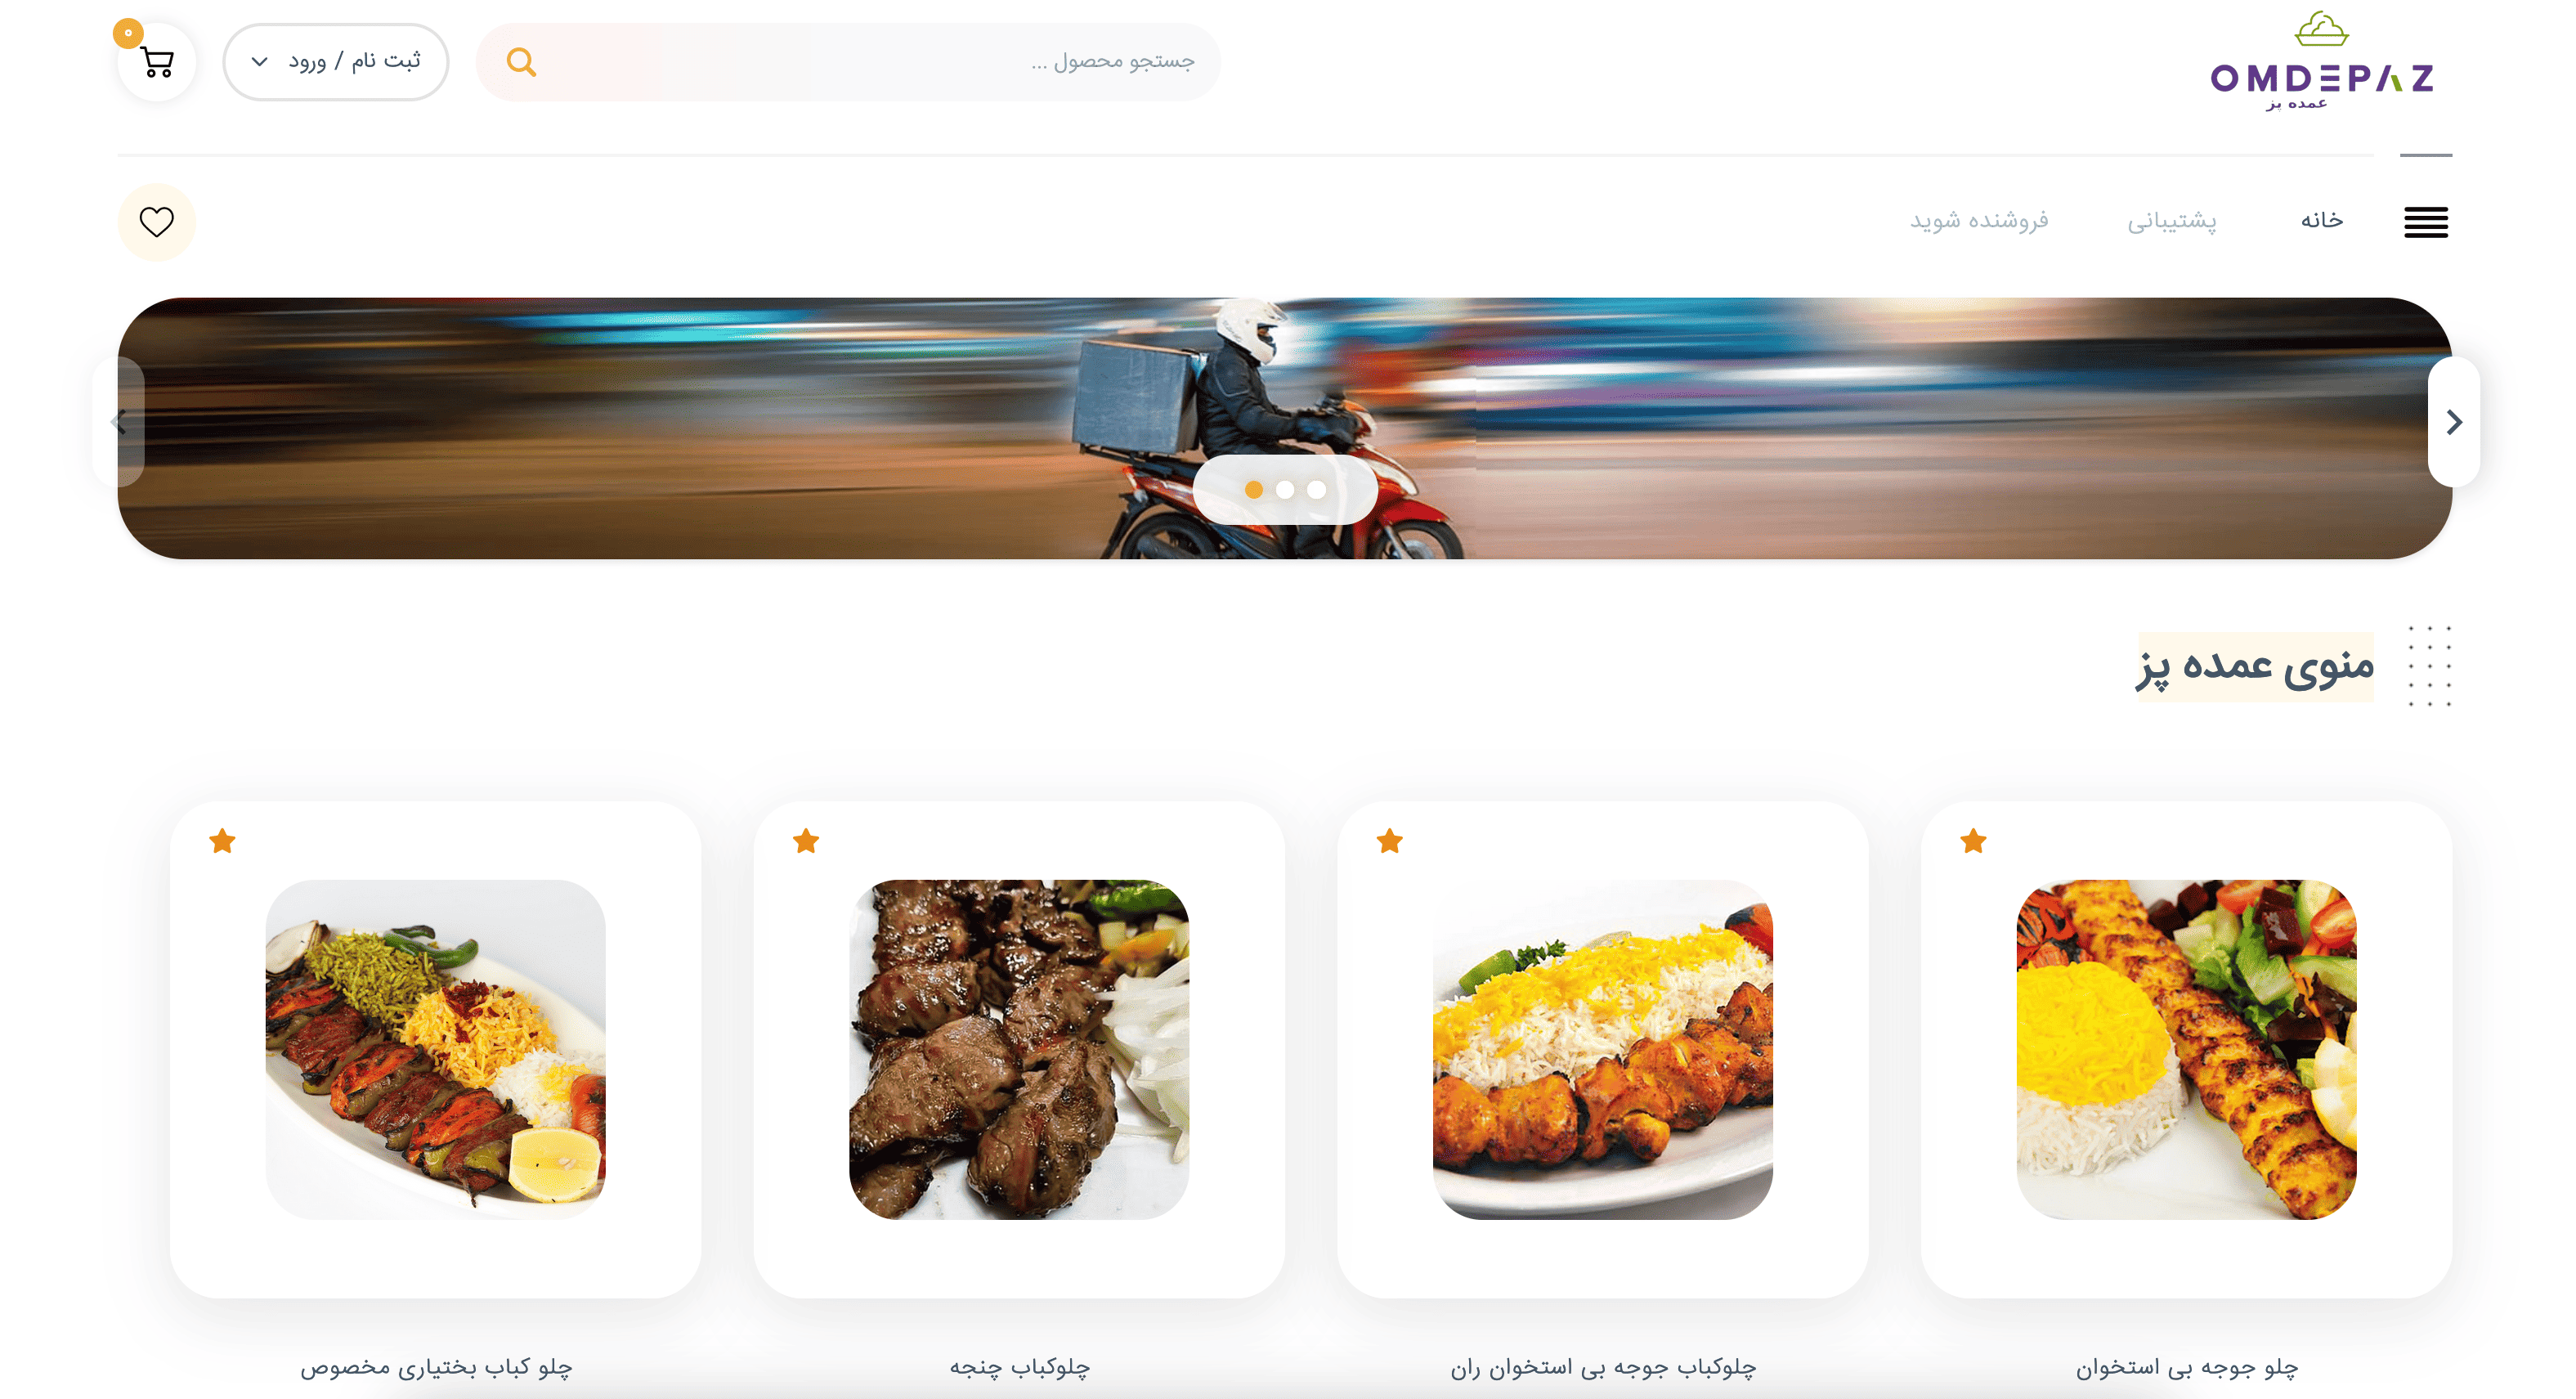 OMDEPAZ
عمده پز
جستجو محصول ...
ثبت نام / ورود
0
خانه
پشتیبانی
فروشنده شوید
منوی عمده پز
چلو جوجه بی استخوان
چلوکباب جوجه بی استخوان ران
چلوکباب چنجه
چلو کباب بختیاری مخصوص